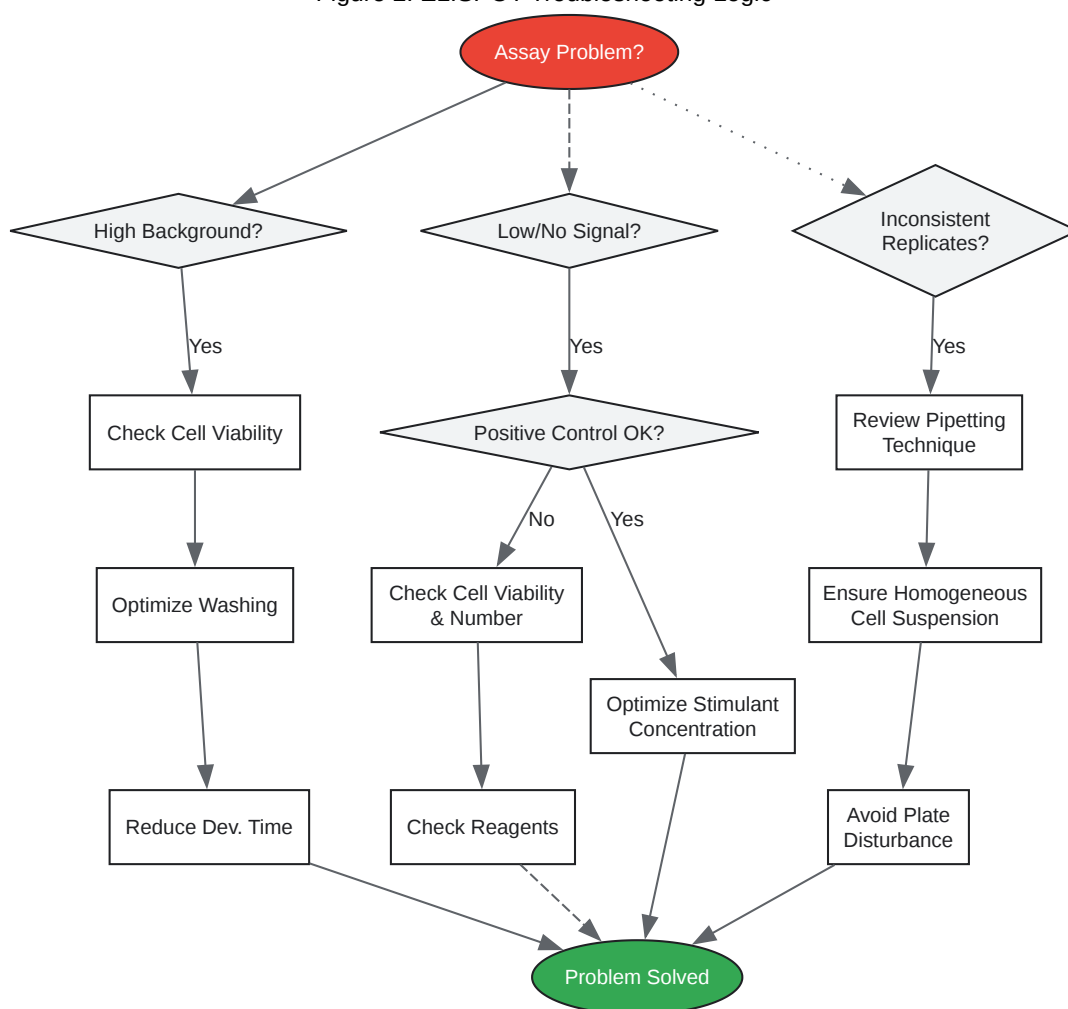 Assay Problem?
High Background?
Low/No Signal?
Inconsistent
Replicates?
Yes
Yes
Yes
Check Cell Viability
Positive Control OK?
Review Pipetting
Technique
No
Yes
Optimize Washing
Check Cell Viability
& Number
Ensure Homogeneous
Cell Suspension
Optimize Stimulant
Concentration
Reduce Dev. Time
Check Reagents
Avoid Plate
Disturbance
Problem Solved